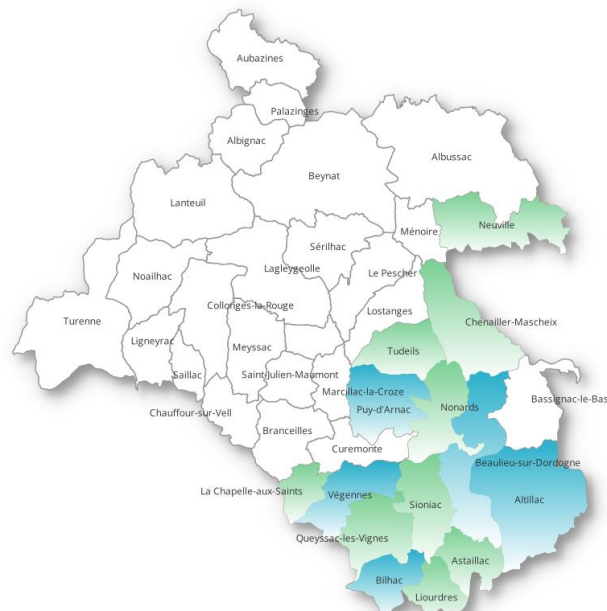 Aubazines
Palazinges
Albignac
Albussac
Beynat
Lanteuil
Neuville
Ménoire
Sérilhac
Lagleygeolle
Le Pescher
Noailhac
Collonges-la-Rouge
Lostanges
Turenne
Chenailler-Mascheix
Ligneyrac
Meyssac
Tudeils
Saillac
Saint-Julien-Maumont
Marcillac-la-Croze
Bassignac-le-Bas
Chauffour-sur-Vell
Puy-d'Arnac
Nonards
Branceilles
Curemonte
Beaulieu-sur-Dordogne
La Chapelle-aux-Saints
Végennes
Sioniac
Altillac
Queyssac-les-Vignes
Astaillac
Bilhac
Liourdres